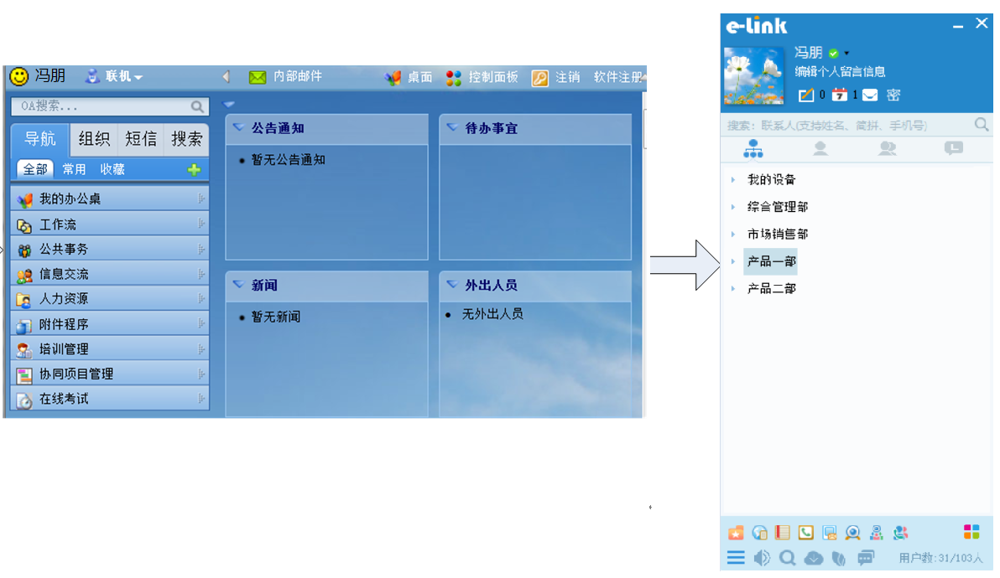 冯朋 联机 内部邮件 桌面 控制面板 注销 软件注册
OA搜索...
导航 组织 短信 搜索
全部 常用 收藏
我的办公桌
工作流
公共事务
信息交流
人力资源
附件程序
培训管理
协同项目管理
在线考试
公告通知
暂无公告通知
待办事宜
新闻
暂无新闻
外出人员
无外出人员
e-link
冯朋
编辑个人留言信息
0 7 1 密
搜索: 联系人(支持姓名、简拼、手机号)
我的设备
综合管理部
市场销售部
产品一部
产品二部
用户数:31/103人